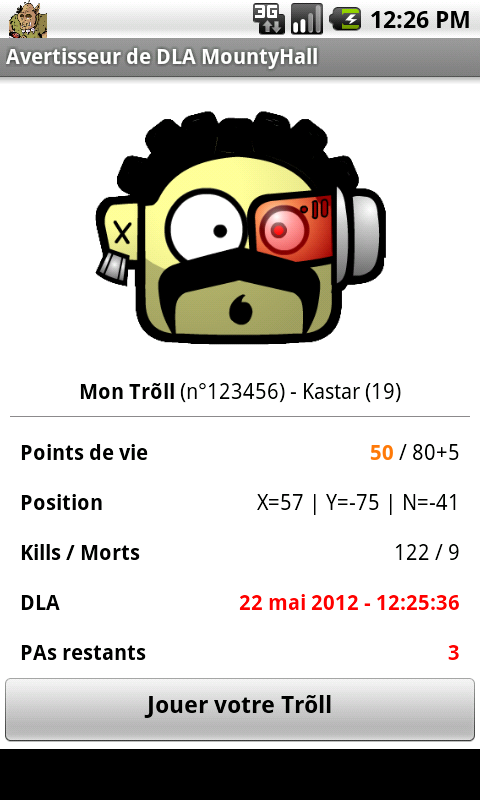 3G
12:26 PM
Avertisseur de DLA MountyHall
Mon Trõll (n°123456) - Kastar (19)
Points de vie 50 / 80+5
Position X=57 | Y=-75 | N=-41
Kills / Morts 122 / 9
DLA 22 mai 2012 - 12:25:36
PAs restants 3
Jouer votre Trõll